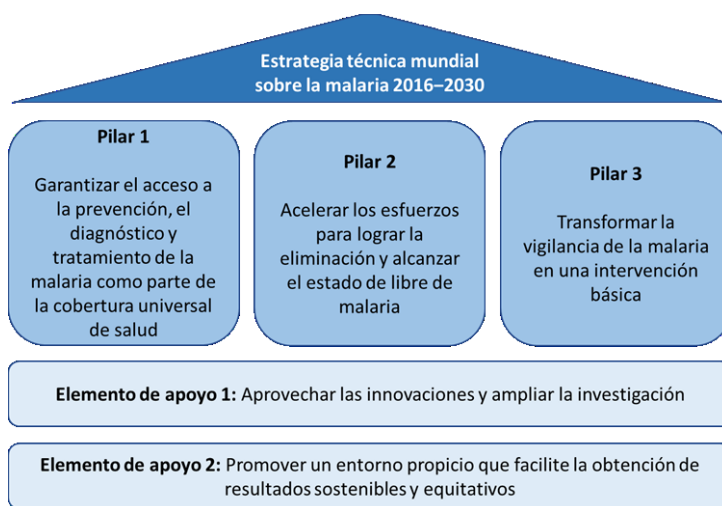 Estrategia técnica mundial
sobre la malaria 2016–2030
Pilar 1
Garantizar el acceso a
la prevención, el
diagnóstico y
tratamiento de la
malaria como parte de
la cobertura universal
de salud
Pilar 2
Acelerar los esfuerzos
para lograr la
eliminación y alcanzar
el estado de libre de
malaria
Pilar 3
Transformar la
vigilancia de la malaria
en una intervención
básica
Elemento de apoyo 1: Aprovechar las innovaciones y ampliar la investigación
Elemento de apoyo 2: Promover un entorno propicio que facilite la obtención de
resultados sostenibles y equitativos